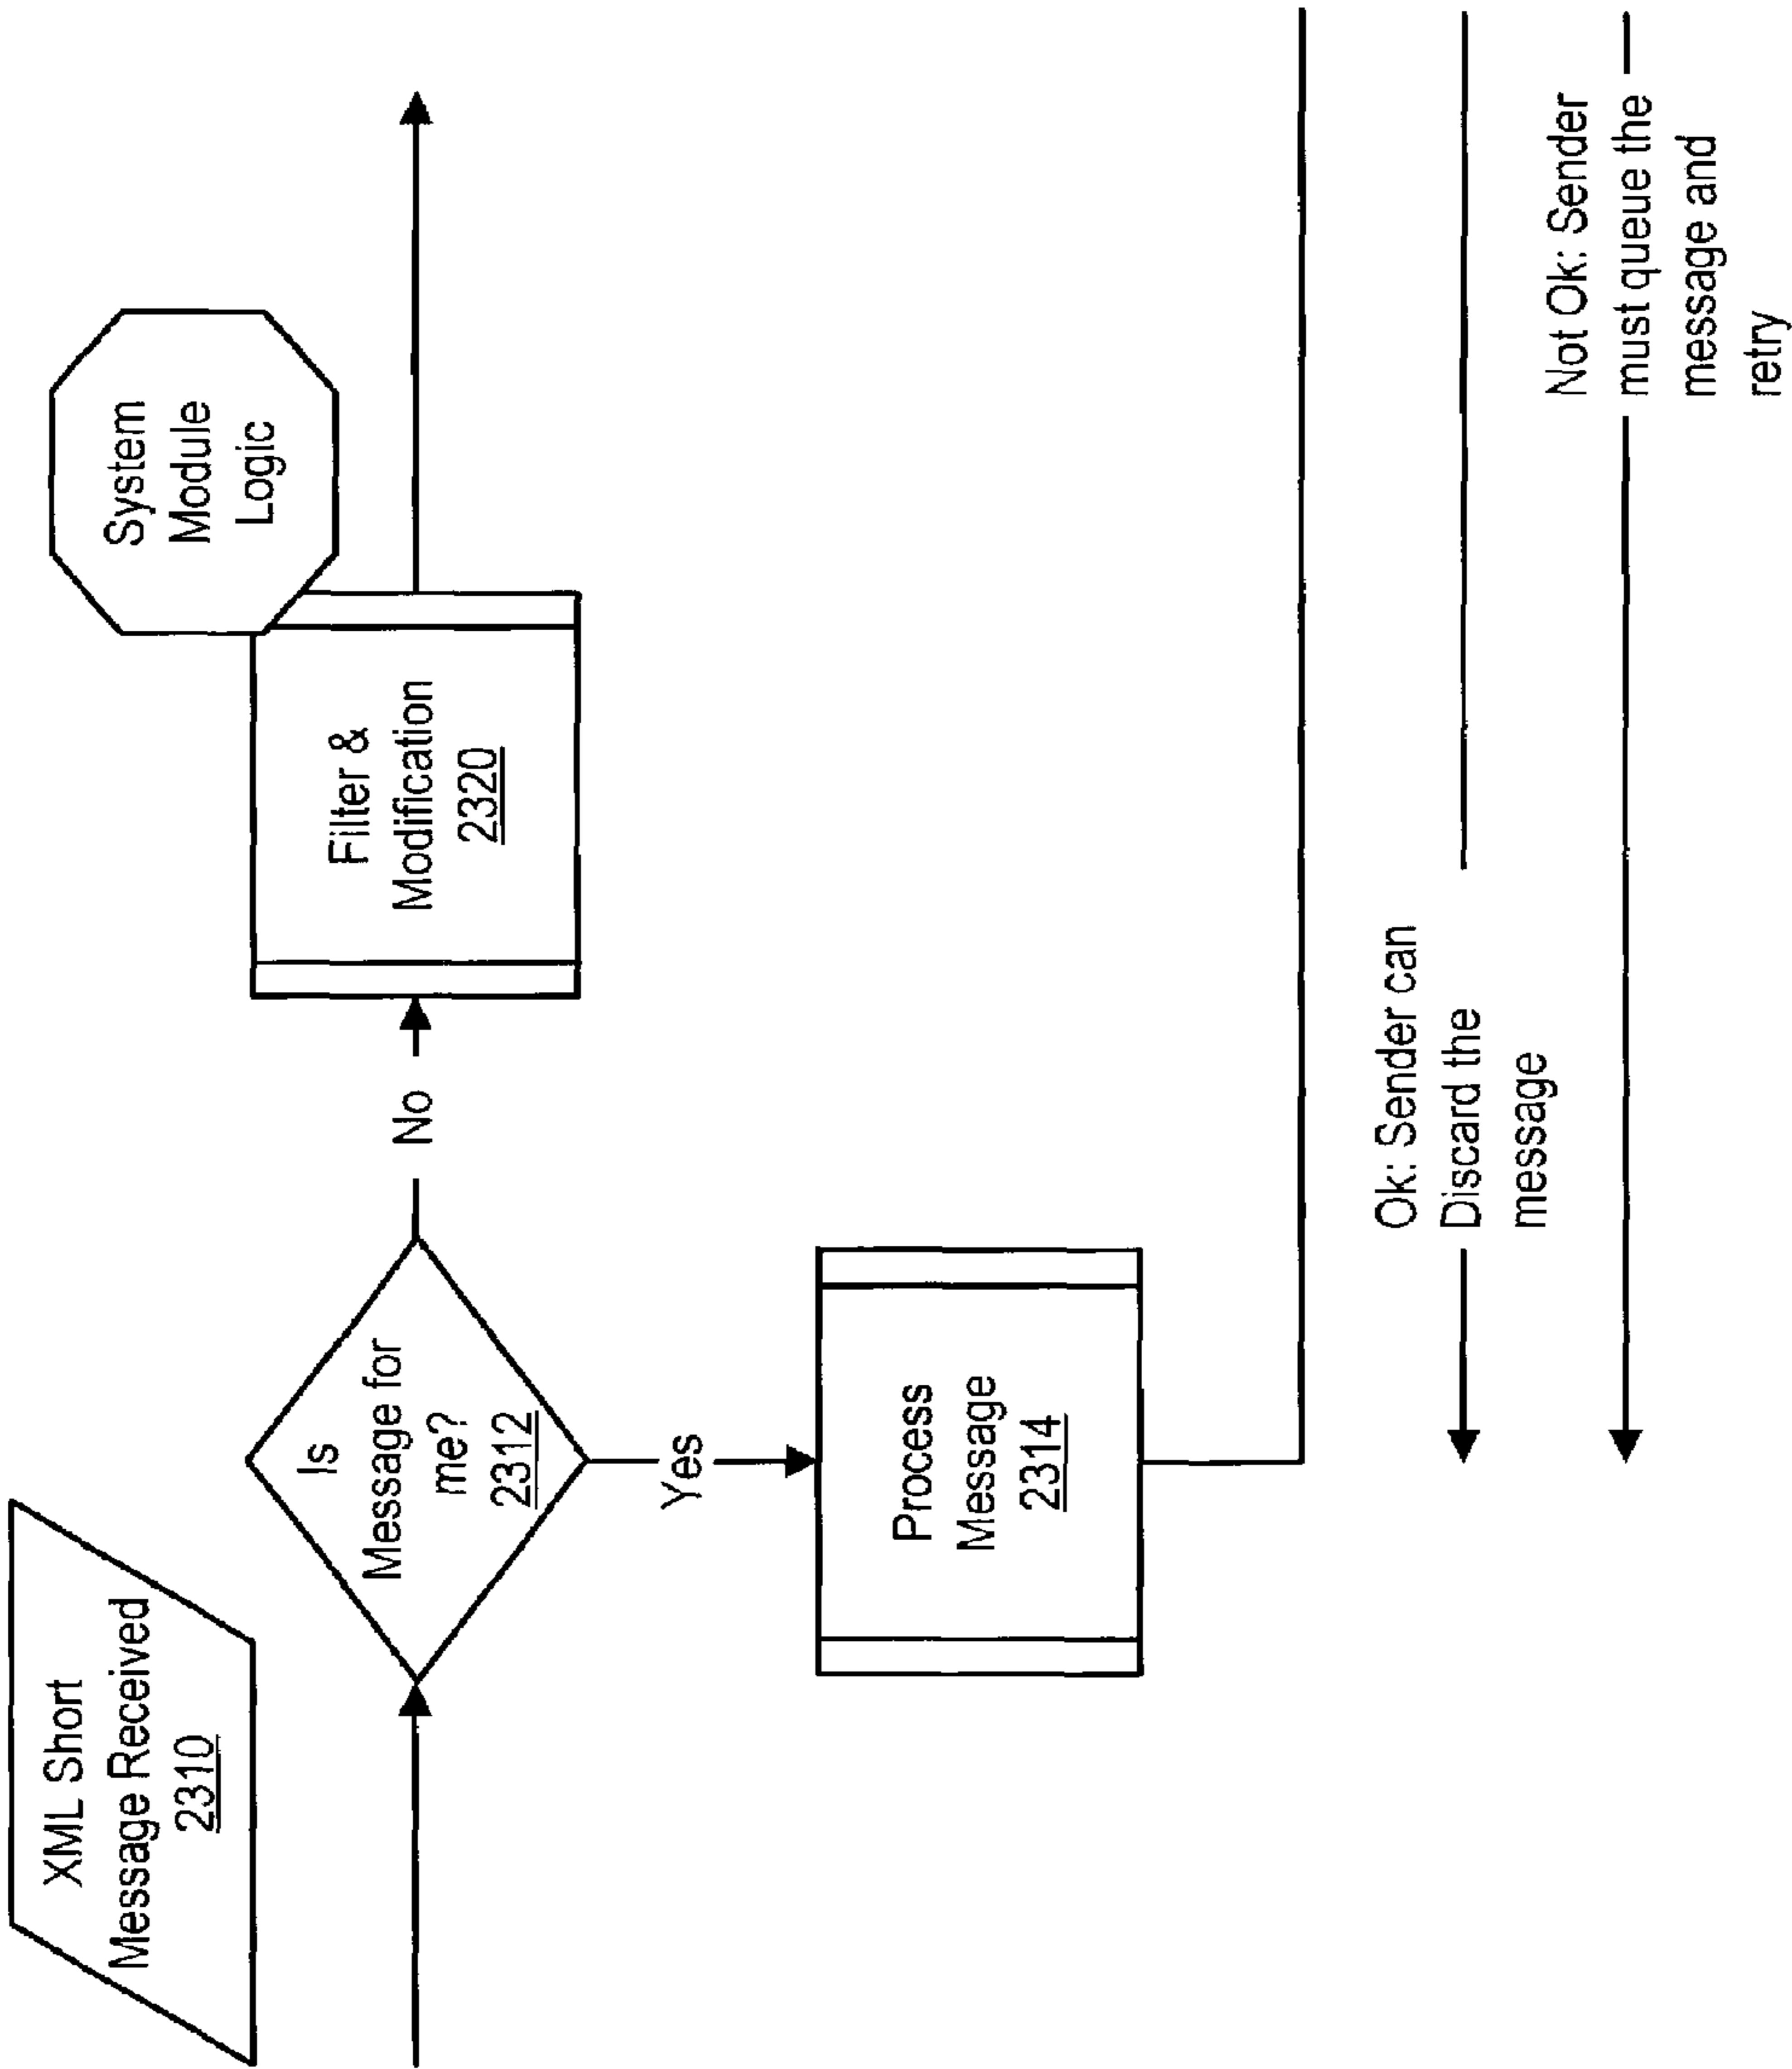 XML Short
Message Received
2310
Is
Message for
me?
2312
No
Filter &
Modification
2320
System
Module
Logic
Yes
Process
Message
2314
Ok: Sender can
Discard the
message
Not Ok: Sender
must queue the
message and
retry